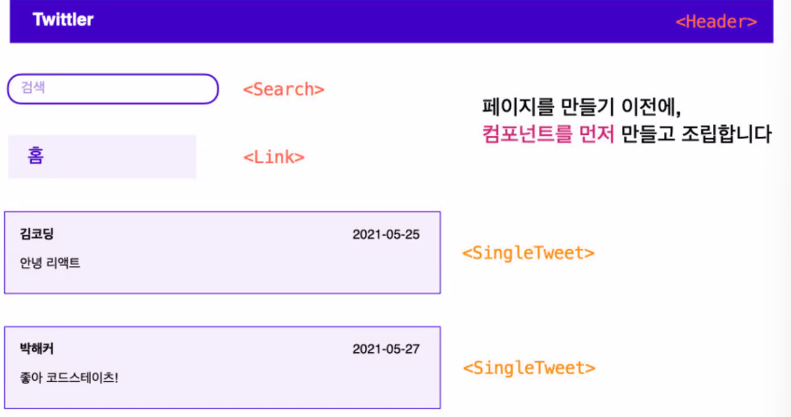 Twittler <Header>
검색 <Search>
페이지를 만들기 이전에,
컴포넌트를 먼저 만들고 조립합니다
홈 <Link>
김코딩 2021-05-25
안녕 리액트
<SingleTweet>
박해커 2021-05-27
좋아 코드스테이츠!
<SingleTweet>